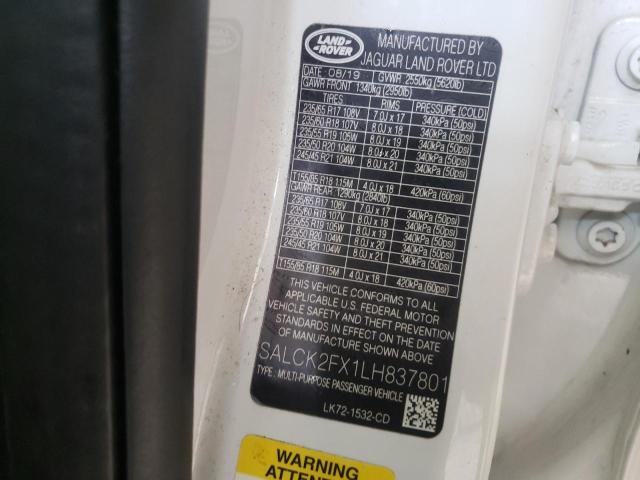 LAND ROVER
MANUFACTURED BY
JAGUAR LAND ROVER LTD
DATE 08/19 GVWR 2550kg (5620lb)
GAWR FRONT 1340kg (2950lb)
TIRES RIMS PRESSURE (COLD)
235/65 R17 108V 7.0J x 17 340kPa (50psi)
235/60 R18 107V 8.0J x 18 340kPa (50psi)
235/55 R19 105W 8.0J x 19 340kPa (50psi)
235/50 R20 104W 8.0J x 20 340kPa (50psi)
245/45 R21 104W 8.0J x 21 340kPa (50psi)
T155/85 R18 115M 4.0J x 18 420kPa (60psi)
GAWR REAR 1290kg (2840lb)
235/65 R17 108V 7.0J x 17 340kPa (50psi)
235/60 R18 107V 8.0J x 18 340kPa (50psi)
235/55 R19 105W 8.0J x 19 340kPa (50psi)
235/50 R20 104W 8.0J x 20 340kPa (50psi)
245/45 R21 104W 8.0J x 21 340kPa (50psi)
T155/85 R18 115M 4.0J x 18 420kPa (60psi)
THIS VEHICLE CONFORMS TO ALL
APPLICABLE U.S. FEDERAL MOTOR
VEHICLE SAFETY AND THEFT PREVENTION
STANDARDS IN EFFECT ON THE DATE
OF MANUFACTURE SHOWN ABOVE
SALCK2FX1LH837801
TYPE: MULTI-PURPOSE PASSENGER VEHICLE
LK72-1532-CD
WARNING